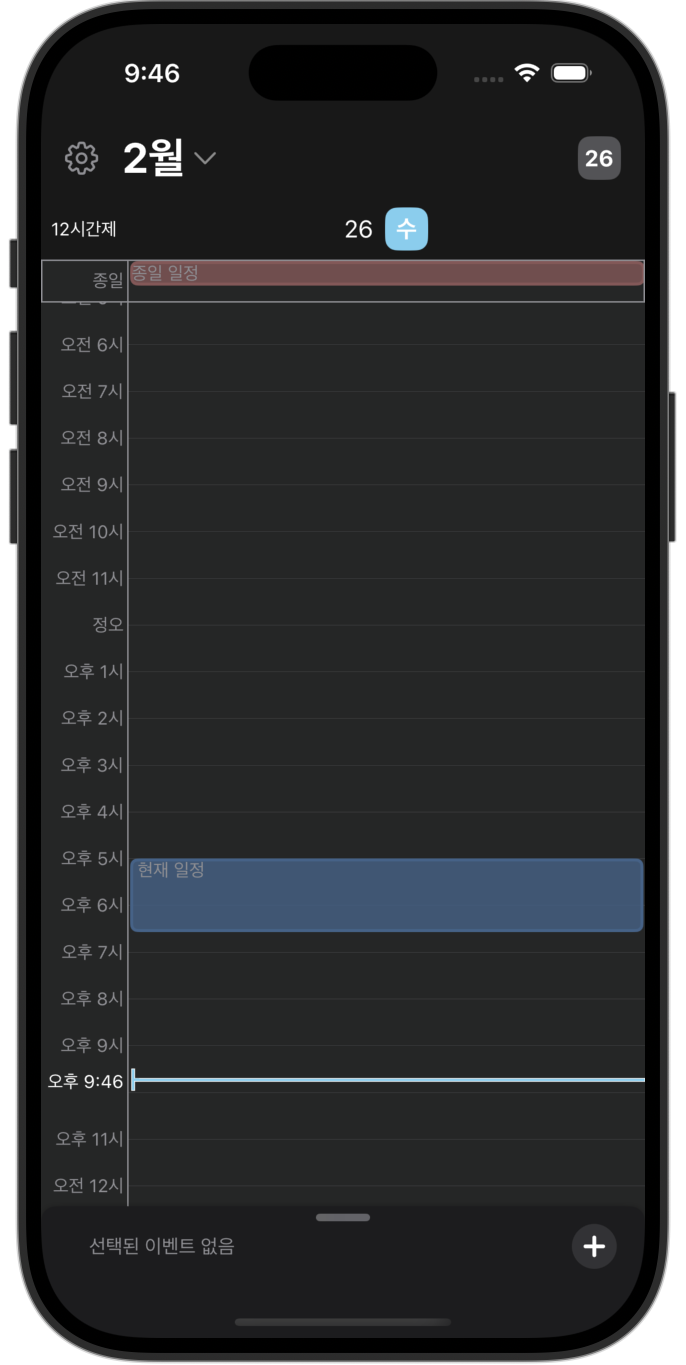 9:46
2월
26
12시간제
26 수
종일
종일 일정
오전 6시
오전 7시
오전 8시
오전 9시
오전 10시
오전 11시
정오
오후 1시
오후 2시
오후 3시
오후 4시
오후 5시
현재 일정
오후 6시
오후 7시
오후 8시
오후 9시
오후 9:46
오후 11시
오전 12시
선택된 이벤트 없음